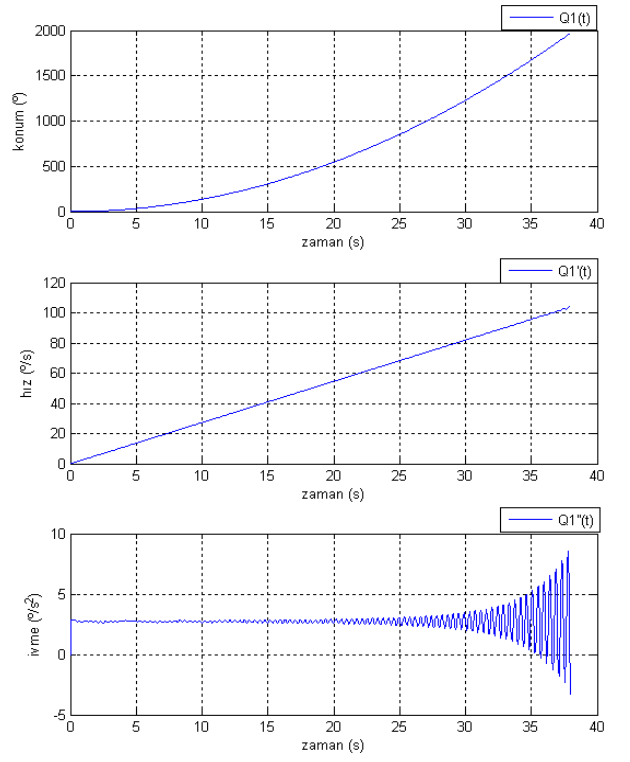 Q1(t)
2000
1500
1000
500
0
konum (º)
0 5 10 15 20 25 30 35 40
zaman (s)
Q1'(t)
120
100
80
60
40
20
0
hız (º/s)
0 5 10 15 20 25 30 35 40
zaman (s)
Q1''(t)
10
5
0
-5
ivme (º/s²)
0 5 10 15 20 25 30 35 40
zaman (s)